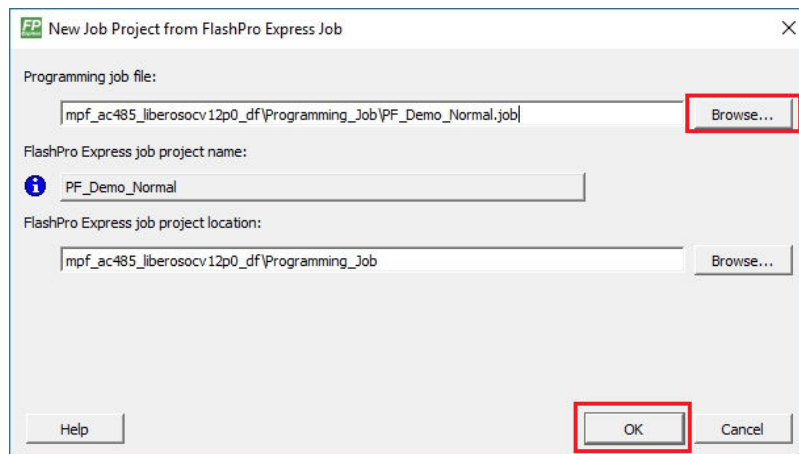 FP New Job Project from FlashPro Express Job
Programming job file:
mpf_ac485_liberosocv12p0_df\Programming_Job\PF_Demo_Normal.job Browse...
FlashPro Express job project name:
PF_Demo_Normal
FlashPro Express job project location:
mpf_ac485_liberosocv12p0_df\Programming_Job Browse...
Help OK Cancel